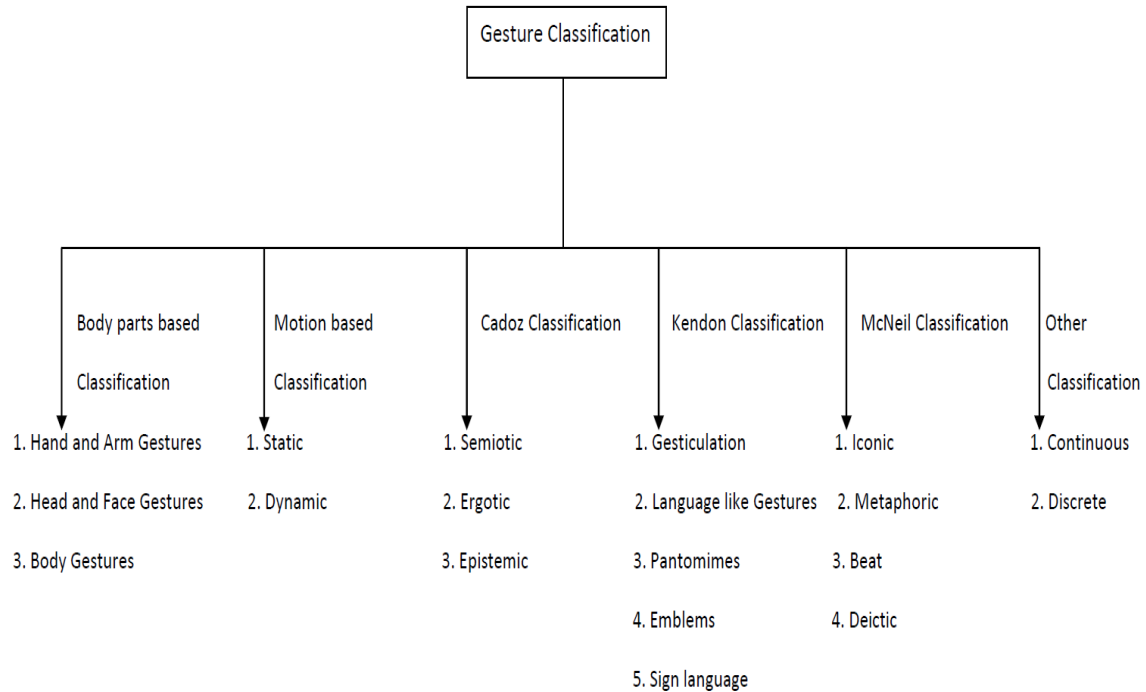 Gesture Classification
Body parts based
Classification
Motion based
Classification
Cadoz Classification
Kendon Classification
McNeil Classification
Other
Classification
1. Hand and Arm Gestures
2. Head and Face Gestures
3. Body Gestures
1. Static
2. Dynamic
1. Semiotic
2. Ergotic
3. Epistemic
1. Gesticulation
2. Language like Gestures
3. Pantomimes
4. Emblems
5. Sign language
1. Iconic
2. Metaphoric
3. Beat
4. Deictic
1. Continuous
2. Discrete